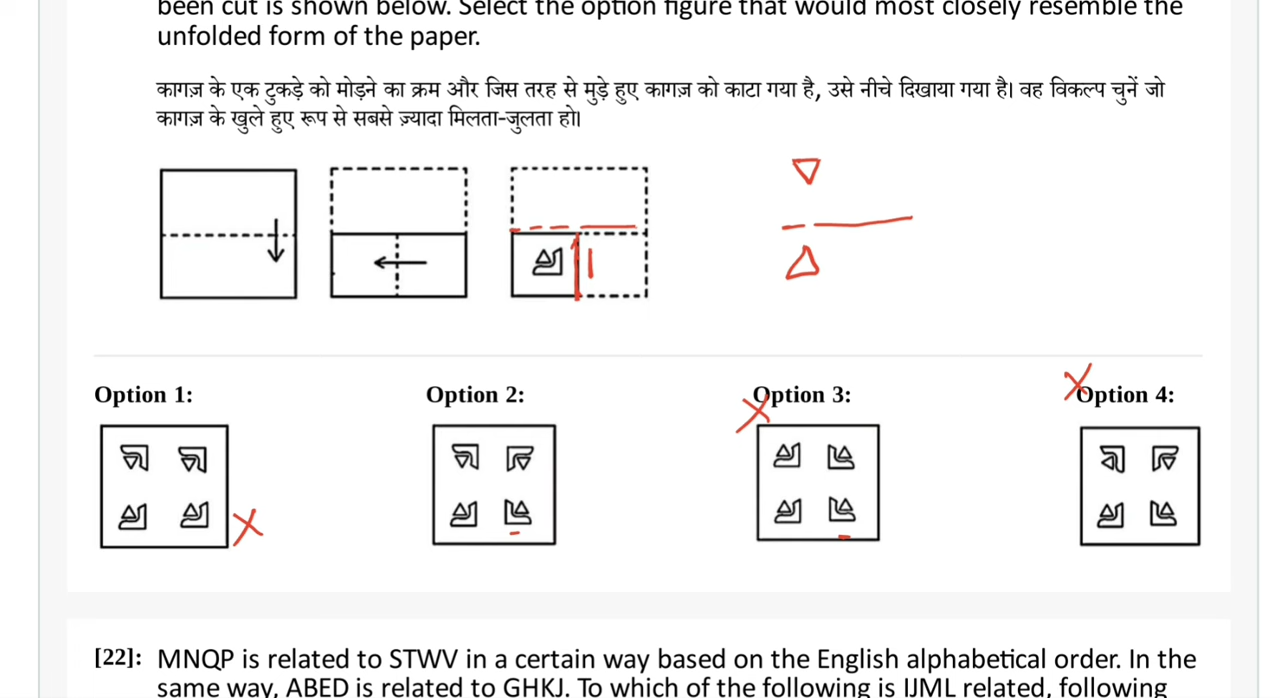 been cut is shown below. Select the option figure that would most closely resemble the
unfolded form of the paper.
कागज़ के एक टुकड़े को मोड़ने का क्रम और जिस तरह से मुड़े हुए कागज़ को काटा गया है, उसे नीचे दिखाया गया है। वह विकल्प चुनें जो
कागज़ के खुले हुए रूप से सबसे ज़्यादा मिलता-जुलता हो।
Option 1: Option 2: Option 3: Option 4:
[22]: MNQP is related to STWV in a certain way based on the English alphabetical order. In the
same way, ABED is related to GHKJ. To which of the following is IJML related, following